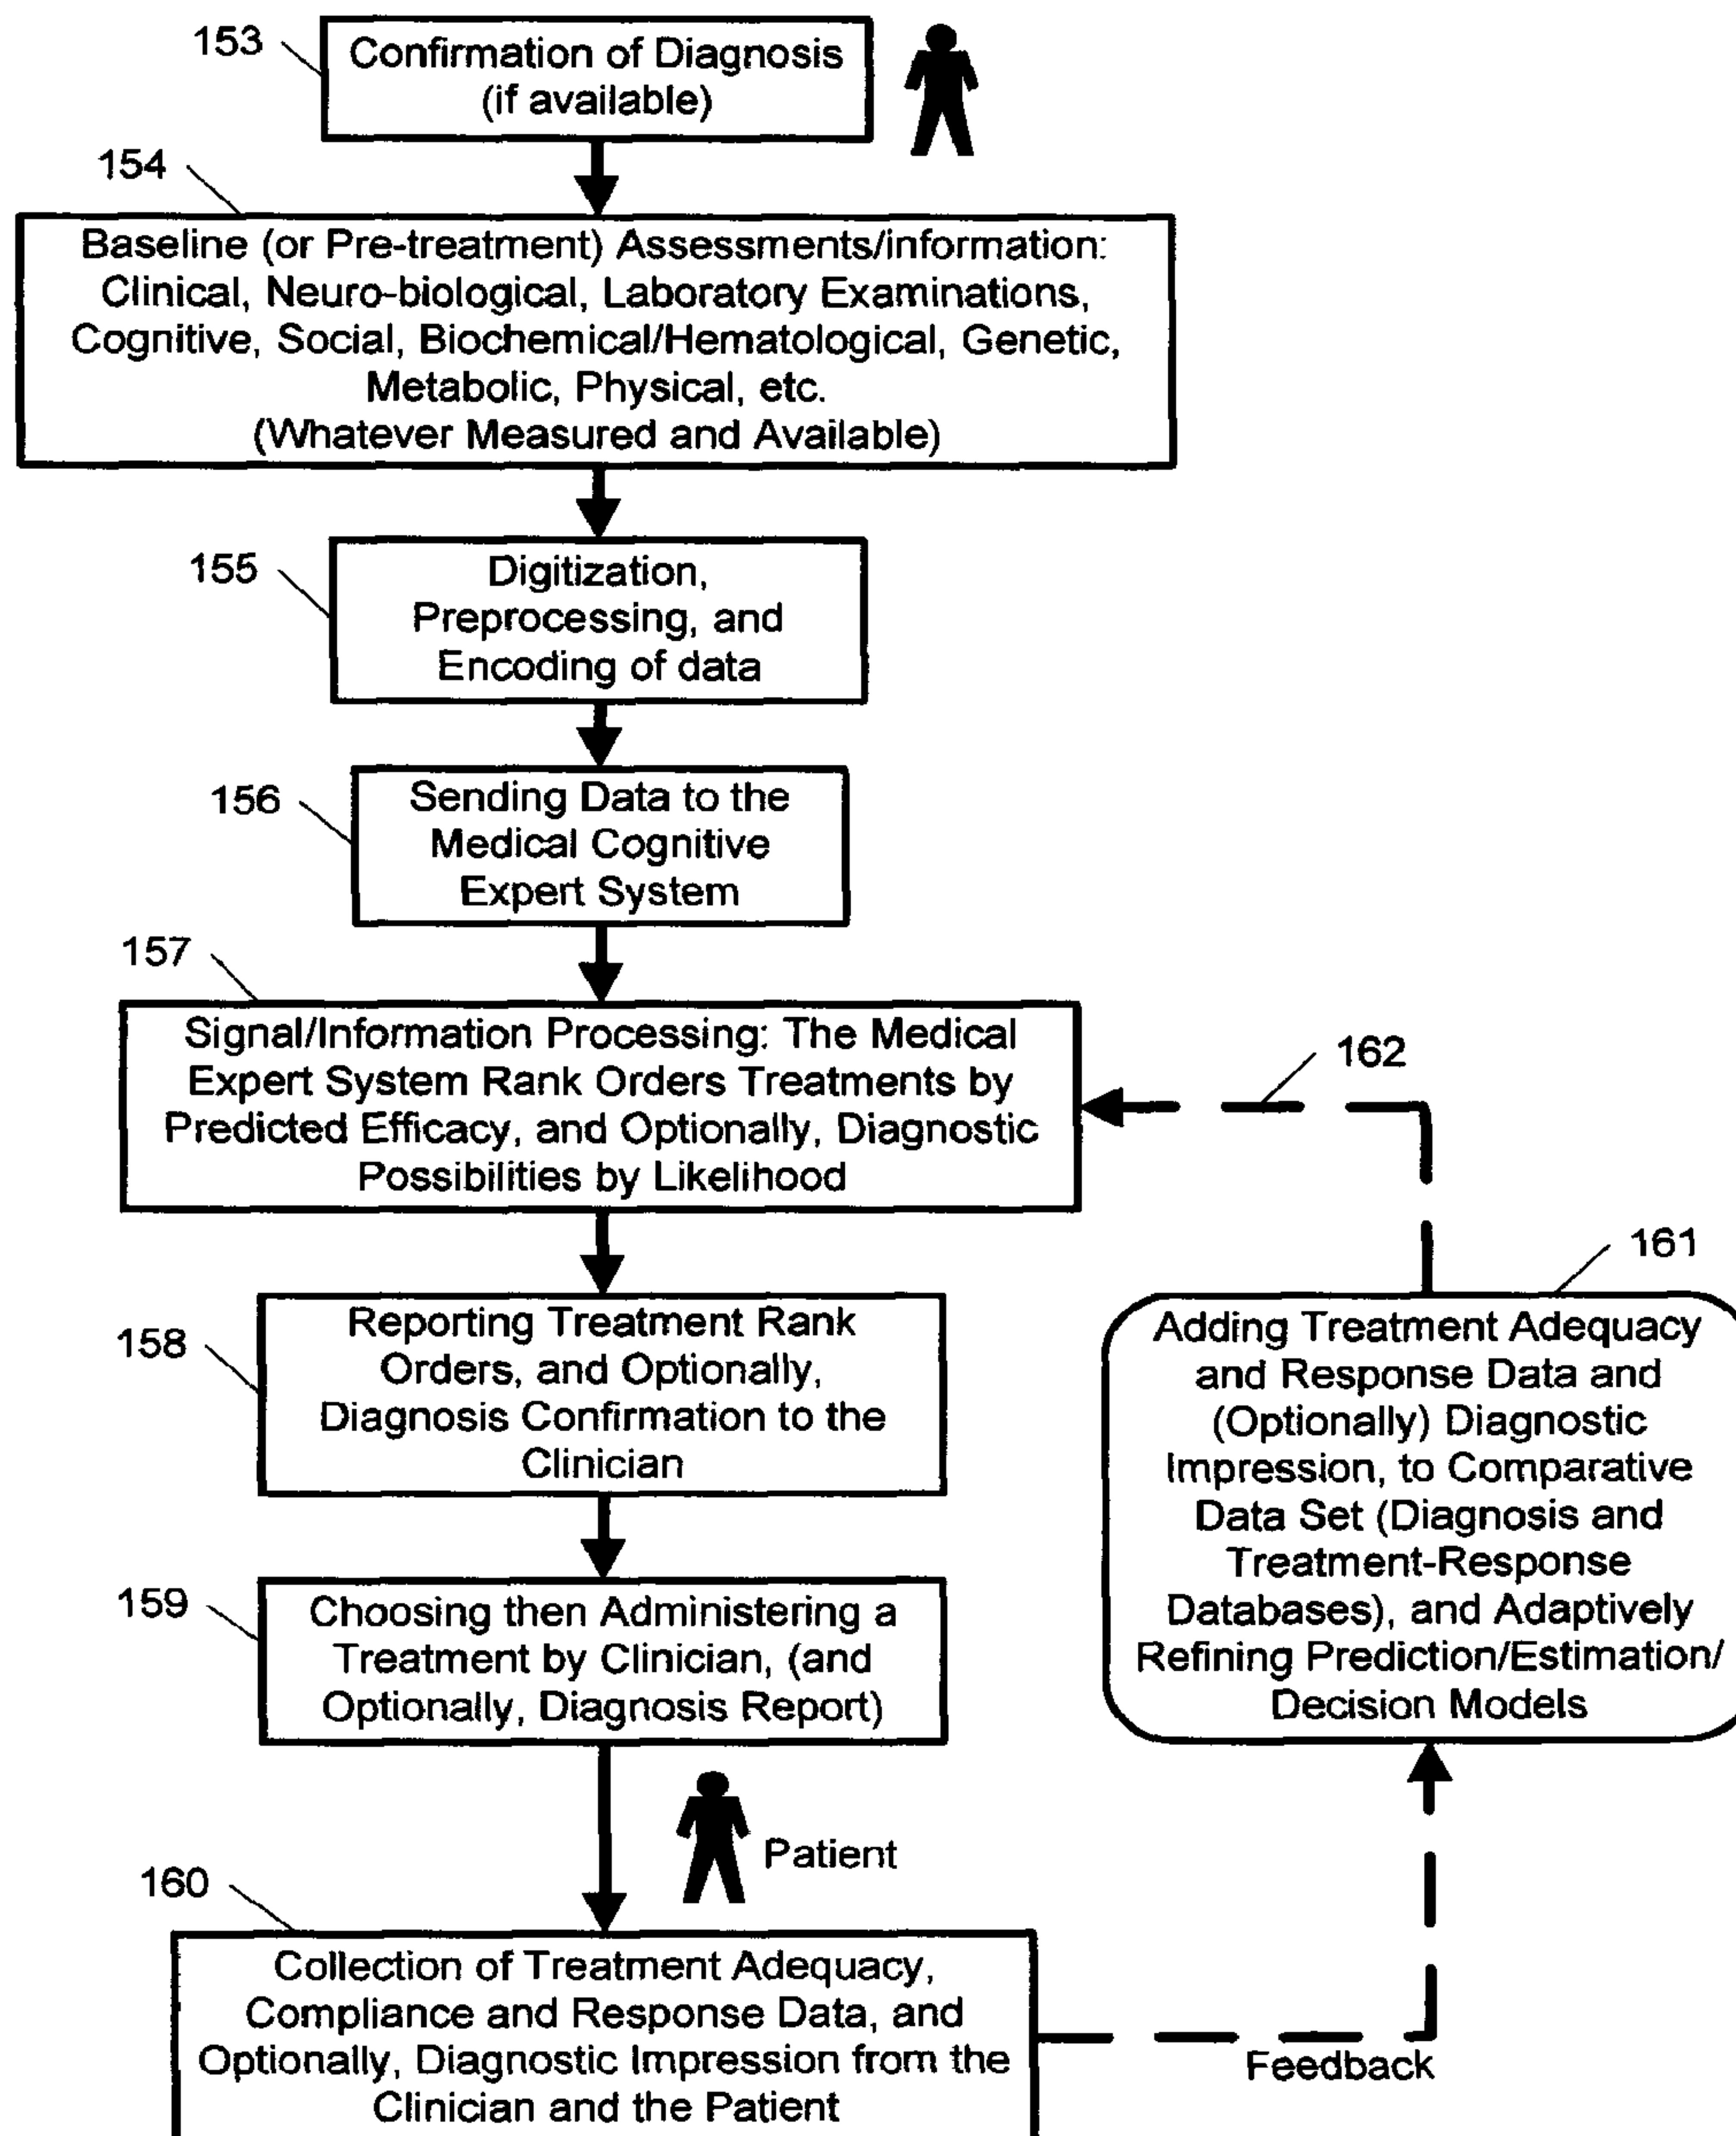 153
Confirmation of Diagnosis
(if available)
154
Baseline (or Pre-treatment) Assessments/information:
Clinical, Neuro-biological, Laboratory Examinations,
Cognitive, Social, Biochemical/Hematological, Genetic,
Metabolic, Physical, etc.
(Whatever Measured and Available)
155
Digitization,
Preprocessing, and
Encoding of data
156
Sending Data to the
Medical Cognitive
Expert System
157
Signal/Information Processing: The Medical
Expert System Rank Orders Treatments by
Predicted Efficacy, and Optionally, Diagnostic
Possibilities by Likelihood
162
158
Reporting Treatment Rank
Orders, and Optionally,
Diagnosis Confirmation to the
Clinician
161
Adding Treatment Adequacy
and Response Data and
(Optionally) Diagnostic
Impression, to Comparative
Data Set (Diagnosis and
Treatment-Response
Databases), and Adaptively
Refining Prediction/Estimation/
Decision Models
159
Choosing then Administering a
Treatment by Clinician, (and
Optionally, Diagnosis Report)
Patient
160
Collection of Treatment Adequacy,
Compliance and Response Data, and
Optionally, Diagnostic Impression from the
Clinician and the Patient
Feedback